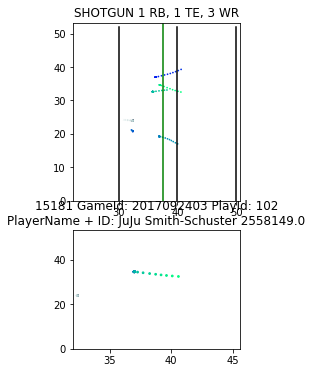 SHOTGUN 1 RB, 1 TE, 3 WR
50
40
30
20
10
0
30 40 50
15181 GameId: 2017092403 PlayId: 102
PlayerName + ID: JuJu Smith-Schuster 2558149.0
40
20
0
35 40 45